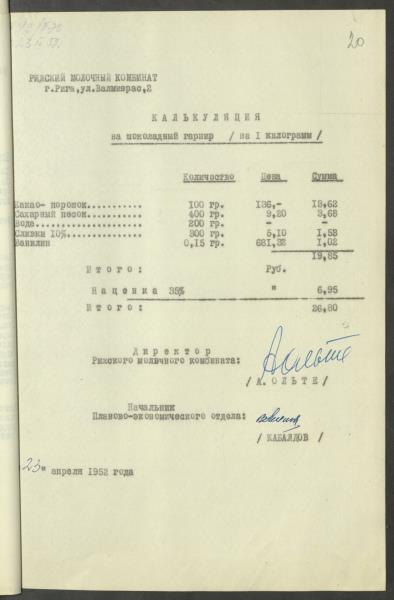 20
РИЖСКИЙ МОЛОЧНЫЙ КОМБИНАТ
г.Рига,ул.Валмиерас,2
КАЛЬКУЛЯЦИЯ
на шоколадный гарнир / на I килограмм /
Количество Цена Сумма
Какао- порошок........... 100 гр. 136,- 13,62
Сахарный песок........... 400 гр. 9,20 3,68
Вода..................... 200 гр. - -
Сливки 10%............... 300 гр. 5,10 1,53
Ванилин 0,15 гр. 681,32 1,02
19,85
Итого: Руб.
Наценка 35% " 6,95
Итого: 26,80
Директор
Рижского молочного комбината:
/ А. ОЛЬТЕ /
Начальник
Планово-экономического отдела:
/ КАБАЛДОВ /
23" апреля 1952 года